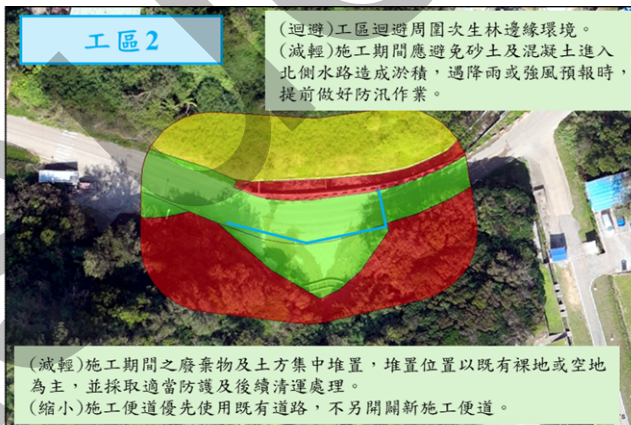 工區2
(迴避)工區迴避周圍次生林邊緣環境。
(減輕)施工期間應避免砂土及混凝土進入
北側水路造成淤積，遇降雨或強風預報時，
提前做好防汛作業。
(減輕)施工期間之廢棄物及土方集中堆置，堆置位置以既有裸地或空地
為主，並採取適當防護及後續清運處理。
(縮小)施工便道優先使用既有道路，不另開闢新施工便道。